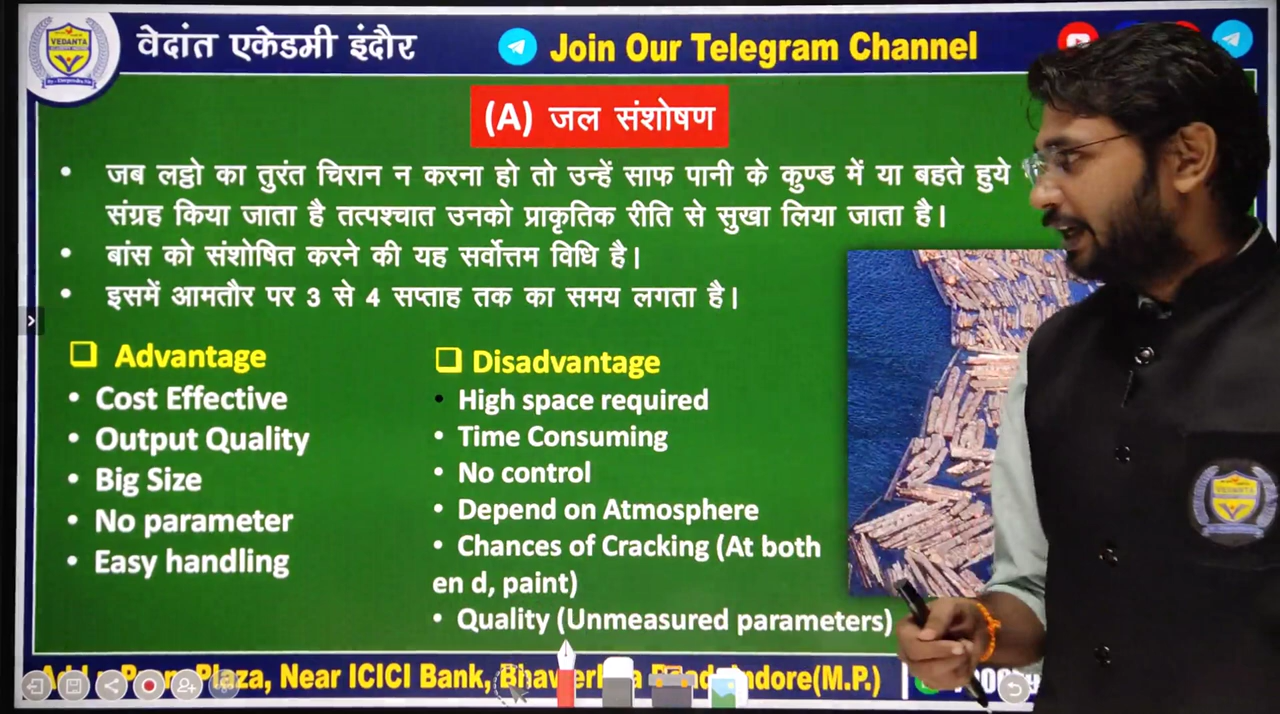 VEDANTA
वेदांत एकेडमी इंदौर
Join Our Telegram Channel
(A) जल संशोषण
• जब लट्ठो का तुरंत चिरान न करना हो तो उन्हें साफ पानी के कुण्ड में या बहते हुये
संग्रह किया जाता है तत्पश्चात उनको प्राकृतिक रीति से सुखा लिया जाता है।
• बांस को संशोषित करने की यह सर्वोत्तम विधि है।
• इसमें आमतौर पर 3 से 4 सप्ताह तक का समय लगता है।
❑ Advantage
• Cost Effective
• Output Quality
• Big Size
• No parameter
• Easy handling
❑ Disadvantage
• High space required
• Time Consuming
• No control
• Depend on Atmosphere
• Chances of Cracking (At both
en d, paint)
• Quality (Unmeasured parameters)
VEDANTA
Plaza, Near ICICI Bank, ndore(M.P.)